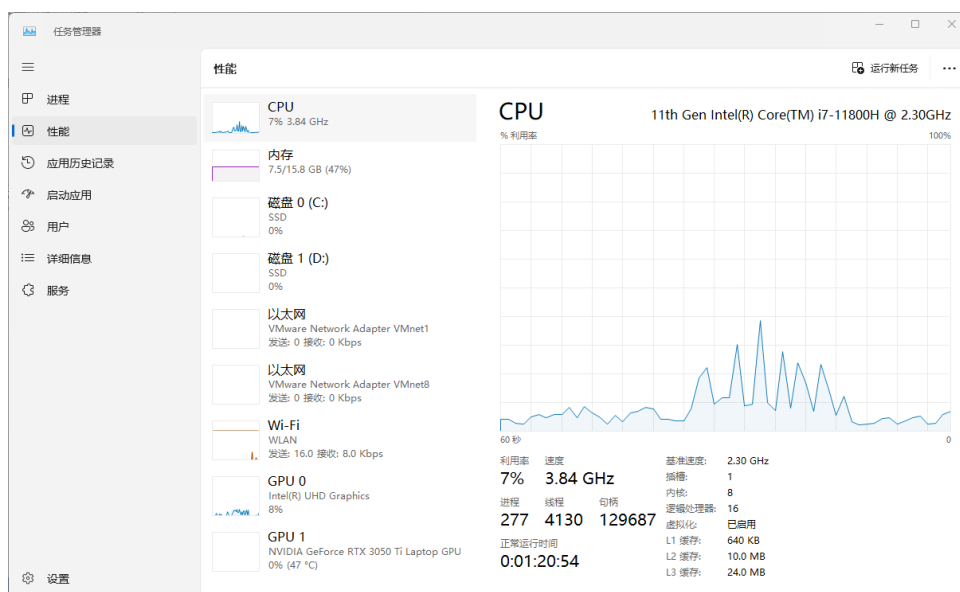 任务管理器
性能
运行新任务
进程
性能
应用历史记录
启动应用
用户
详细信息
服务
设置
CPU
7% 3.84 GHz
内存
7.5/15.8 GB (47%)
磁盘 0 (C:)
SSD
0%
磁盘 1 (D:)
SSD
0%
以太网
VMware Network Adapter VMnet1
发送: 0 接收: 0 Kbps
以太网
VMware Network Adapter VMnet8
发送: 0 接收: 0 Kbps
Wi-Fi
WLAN
发送: 16.0 接收: 8.0 Kbps
GPU 0
Intel(R) UHD Graphics
8%
GPU 1
NVIDIA GeForce RTX 3050 Ti Laptop GPU
0% (47 °C)
CPU 11th Gen Intel(R) Core(TM) i7-11800H @ 2.30GHz
% 利用率 100%
60 秒 0
利用率 速度
7% 3.84 GHz
进程 线程 句柄
277 4130 129687
正常运行时间
0:01:20:54
基准速度: 2.30 GHz
插槽: 1
内核: 8
逻辑处理器: 16
虚拟化: 已启用
L1 缓存: 640 KB
L2 缓存: 10.0 MB
L3 缓存: 24.0 MB